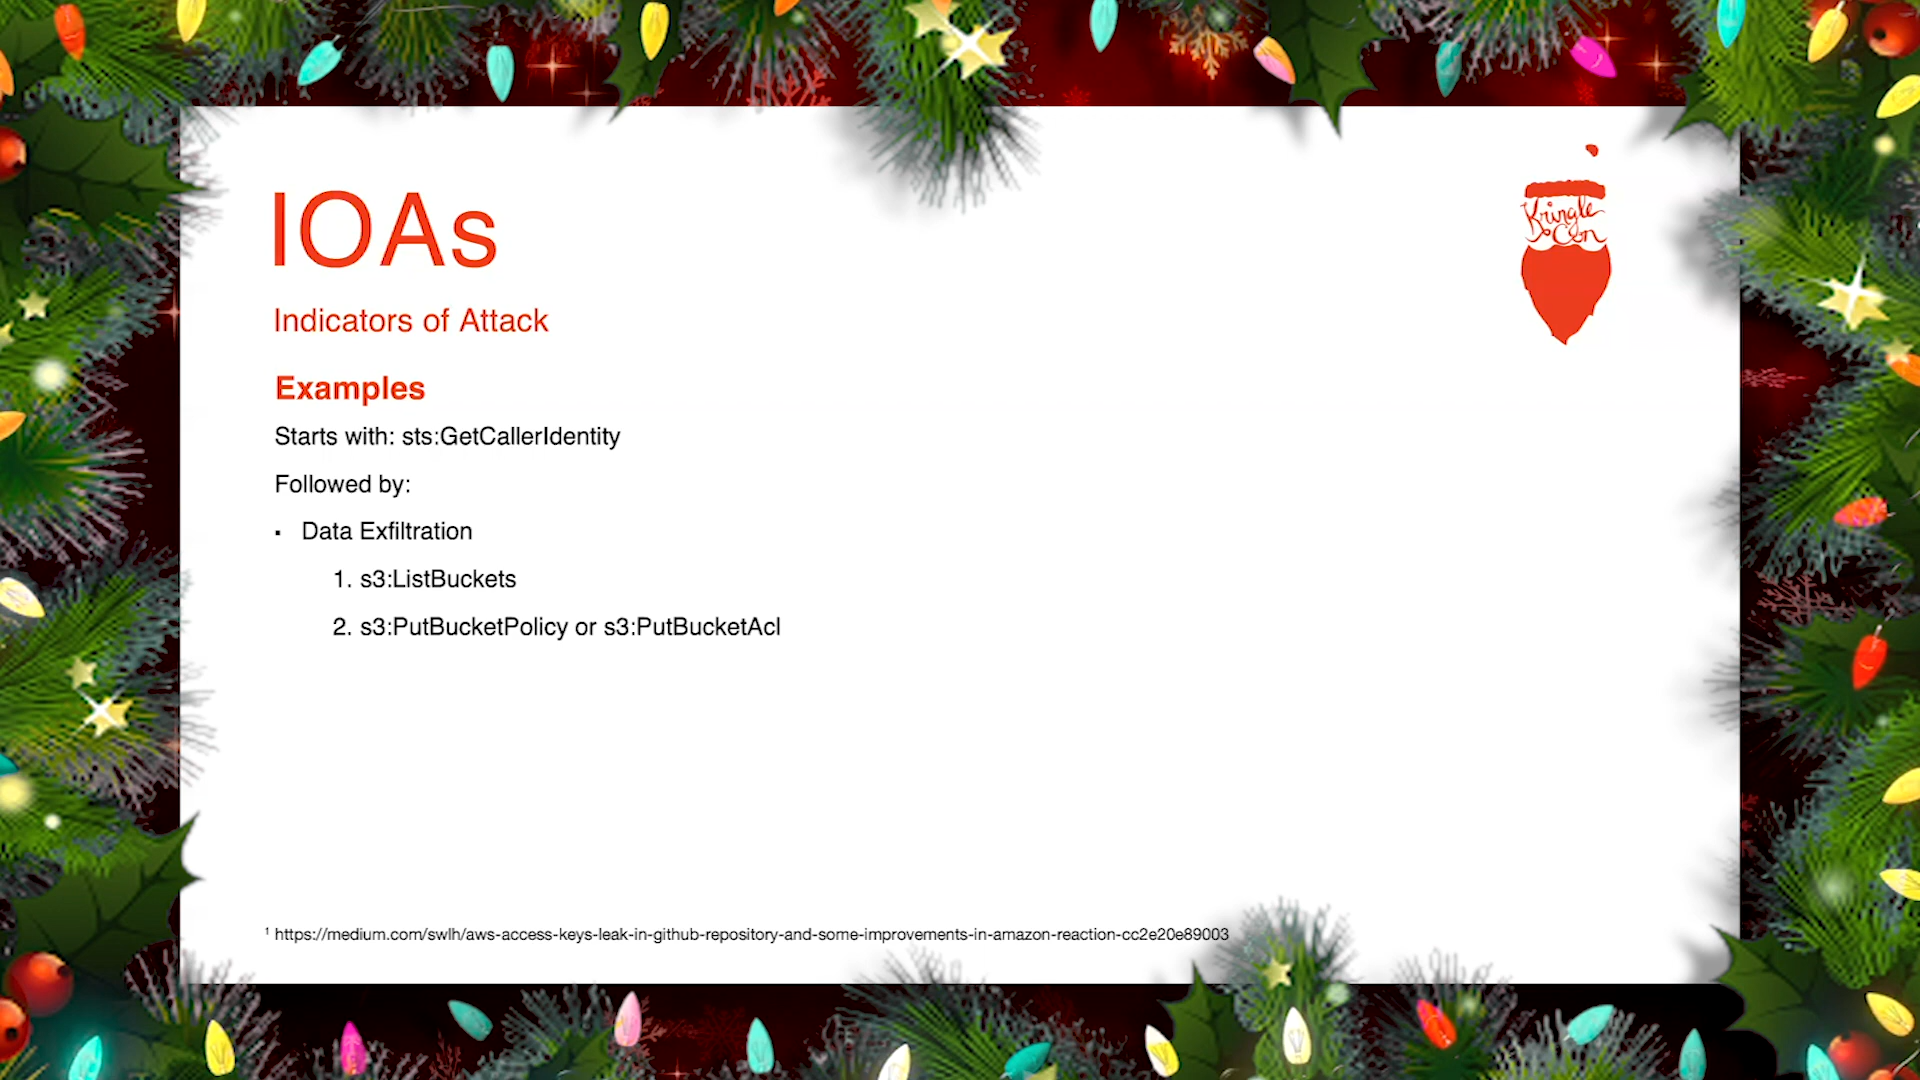 Kringle
Con
IOAs
Indicators of Attack
Examples
Starts with: sts:GetCallerIdentity
Followed by:
▪ Data Exfiltration
1. s3:ListBuckets
2. s3:PutBucketPolicy or s3:PutBucketAcl
¹ https://medium.com/swlh/aws-access-keys-leak-in-github-repository-and-some-improvements-in-amazon-reaction-cc2e20e89003